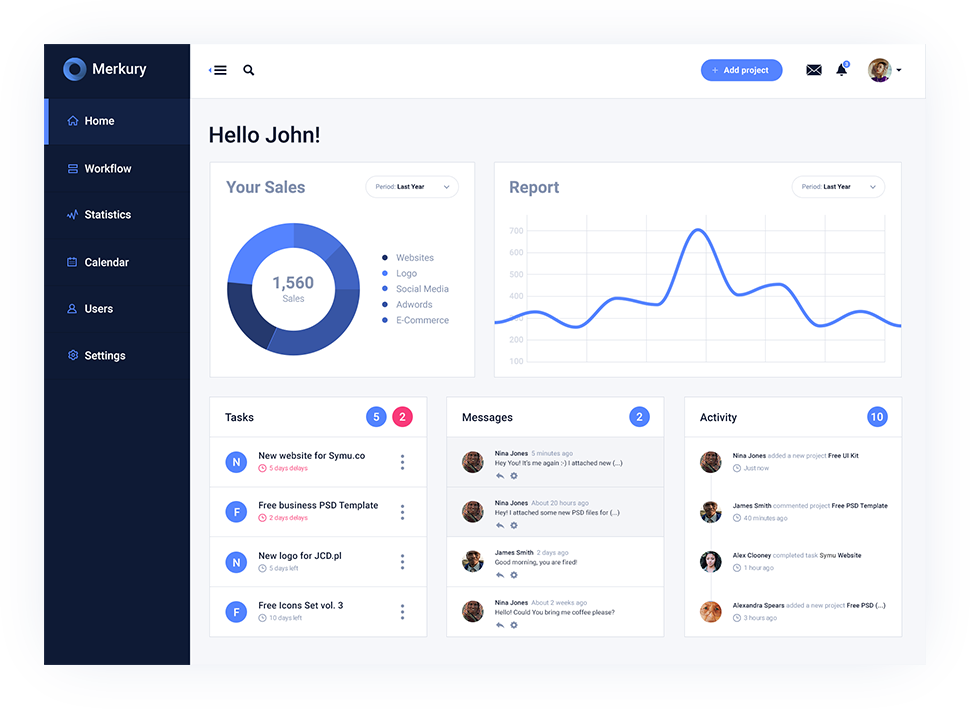 Merkury
+ Add project
3
Home
Workflow
Statistics
Calendar
Users
Settings
Hello John!
Your Sales
Period: Last Year
1,560
Sales
Websites
Logo
Social Media
Adwords
E-Commerce
Report
Period: Last Year
700
600
500
400
300
200
100
Tasks
5
2
N
New website for Symu.co
5 days delays
F
Free business PSD Template
2 days delays
N
New logo for JCD.pl
5 days left
F
Free Icons Set vol. 3
10 days left
Messages
2
Nina Jones 5 minutes ago
Hey You! It's me again :-) I attached new (...)
Nina Jones About 20 hours ago
Hey! I attached some new PSD files for (...)
James Smith 2 days ago
Good morning, you are fired!
Nina Jones About 2 weeks ago
Hello! Could You bring me coffee please?
Activity
10
Nina Jones added a new project Free UI Kit
Just now
James Smith commented project Free PSD Template
40 minutes ago
Alex Clooney completed task Symu Website
1 hour ago
Alexandra Spears added a new project Free PSD (...)
3 hours ago